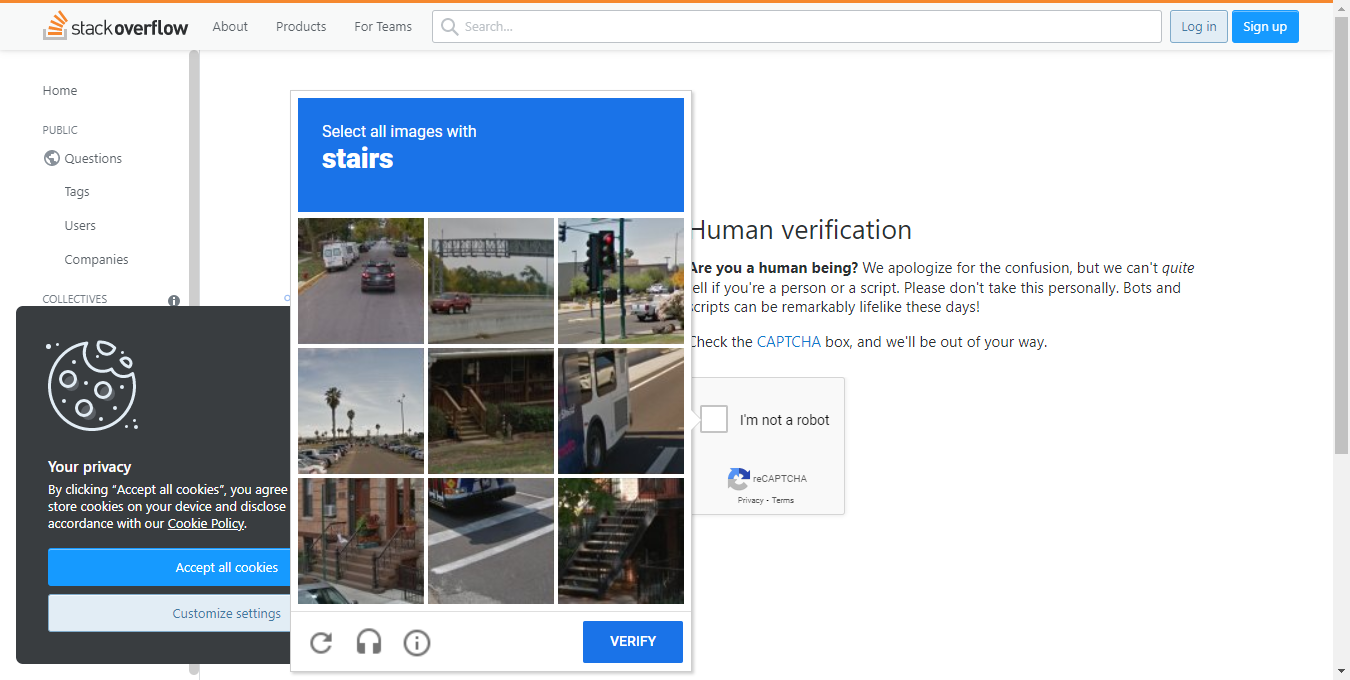 stackoverflow
About
Products
For Teams
Search...
Log in
Sign up
Home
PUBLIC
Questions
Tags
Users
Companies
COLLECTIVES
Select all images with
stairs
VERIFY
Human verification
Are you a human being? We apologize for the confusion, but we can't quite
tell if you're a person or a script. Please don't take this personally. Bots and
scripts can be remarkably lifelike these days!
Check the CAPTCHA box, and we'll be out of your way.
I'm not a robot
reCAPTCHA
Privacy - Terms
Your privacy
By clicking “Accept all cookies”, you agree
store cookies on your device and disclose
accordance with our Cookie Policy.
Accept all cookies
Customize settings